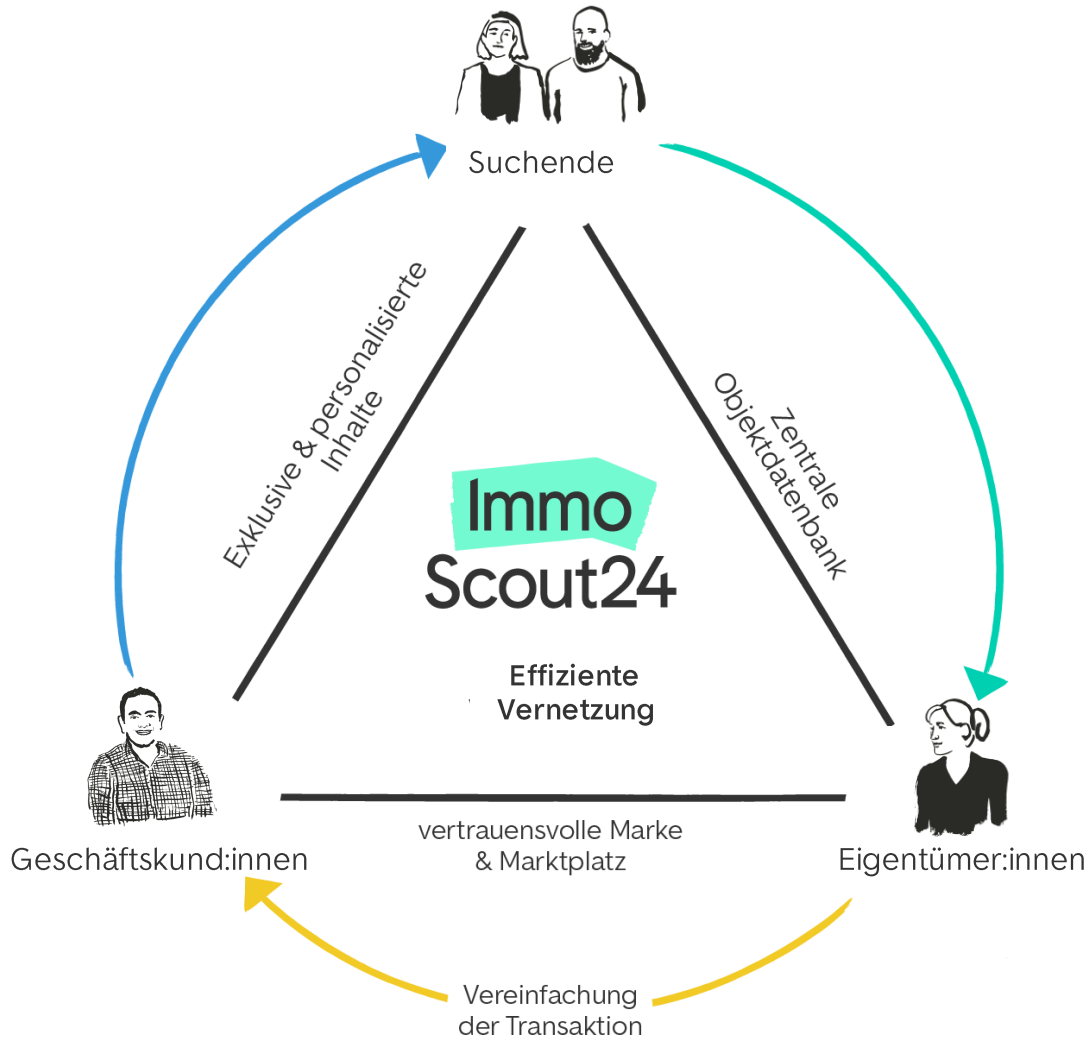 Suchende
Exklusive & personalisierte
Inhalte
Zentrale
Objektdatenbank
Immo
Scout24
Effiziente
Vernetzung
vertrauensvolle Marke
& Marktplatz
Geschäftskund:innen
Eigentümer:innen
Vereinfachung
der Transaktion